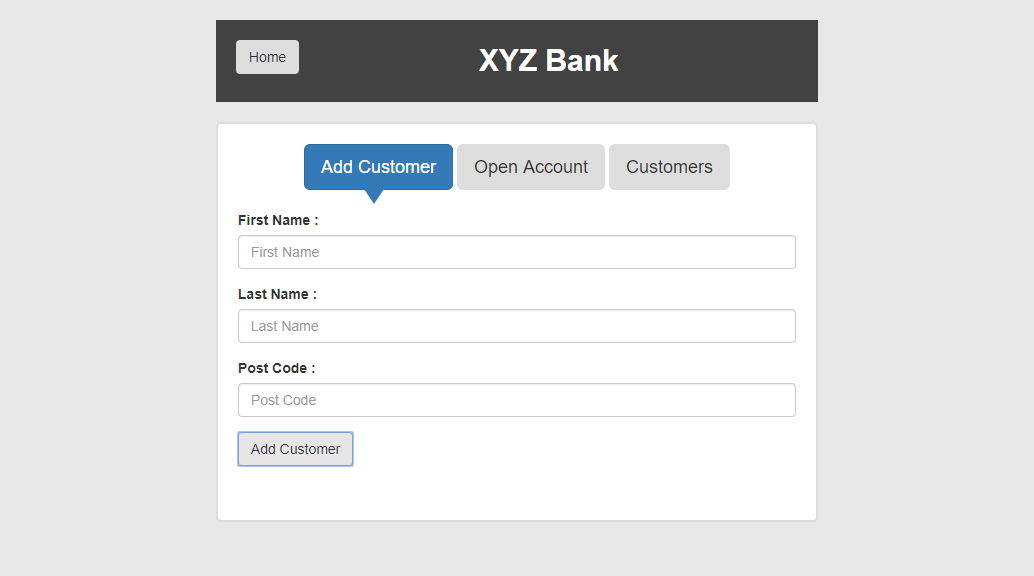 Home
XYZ Bank
Add Customer Open Account Customers
First Name :
First Name
Last Name :
Last Name
Post Code :
Post Code
Add Customer